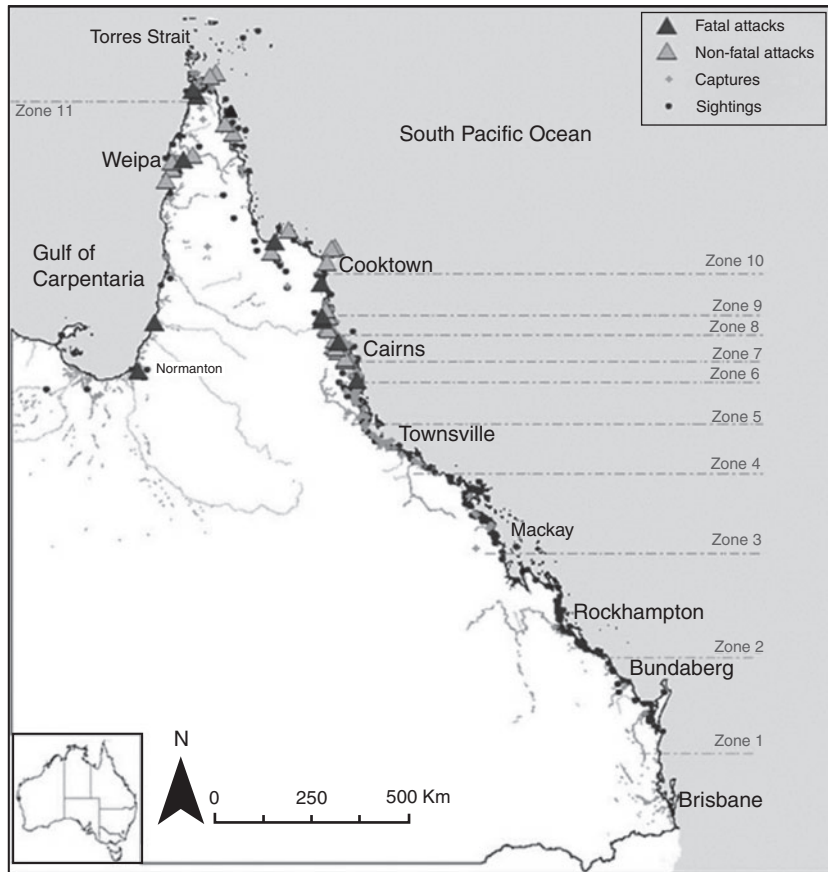 Torres Strait
Fatal attacks
Non-fatal attacks
Captures
Sightings
Zone 11
South Pacific Ocean
Weipa
Gulf of
Carpentaria
Cooktown
Zone 10
Zone 9
Zone 8
Cairns
Zone 7
Normanton
Zone 6
Zone 5
Townsville
Zone 4
Mackay
Zone 3
Rockhampton
Zone 2
Bundaberg
Zone 1
N
0 250 500 Km
Brisbane